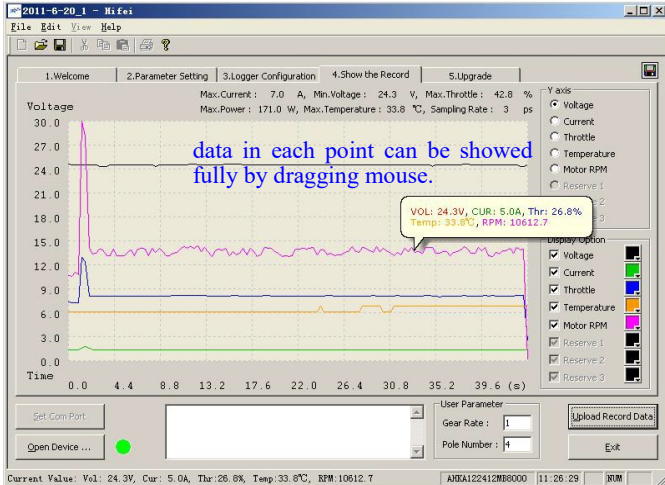 2011-6-20_1 - Hifei
File Edit View Help
1.Welcome 2.Parameter Setting 3.Logger Configuration 4.Show the Record 5.Upgrade
Max.Current : 7.0 A, Min.Voltage : 24.3 V, Max.Throttle : 42.8 %
Max.Power : 171.0 W, Max.Temperature : 33.8 ℃, Sampling Rate : 3 ps
Voltage
30.0
27.0
24.0
21.0
18.0
15.0
12.0
9.0
6.0
3.0
0.0
Time
0.0 4.4 8.8 13.2 17.6 22.0 26.4 30.8 35.2 39.6 (s)
data in each point can be showed
fully by dragging mouse.
VOL: 24.3V, CUR: 5.0A, Thr: 26.8%
Temp: 33.8℃, RPM: 10612.7
Y axis
Voltage
Current
Throttle
Temperature
Motor RPM
Reserve 1
3
Display Option
Voltage
Current
Throttle
Temperature
Motor RPM
Reserve 1
Reserve 2
Reserve 3
Set Com Port
Open Device ...
User Parameter
Gear Rate : 1
Pole Number : 4
Upload Record Data
Exit
Current Value: Vol: 24.3V, Cur: 5.0A, Thr:26.8%, Temp:33.8℃, RPM:10612.7 11:26:29 NUM